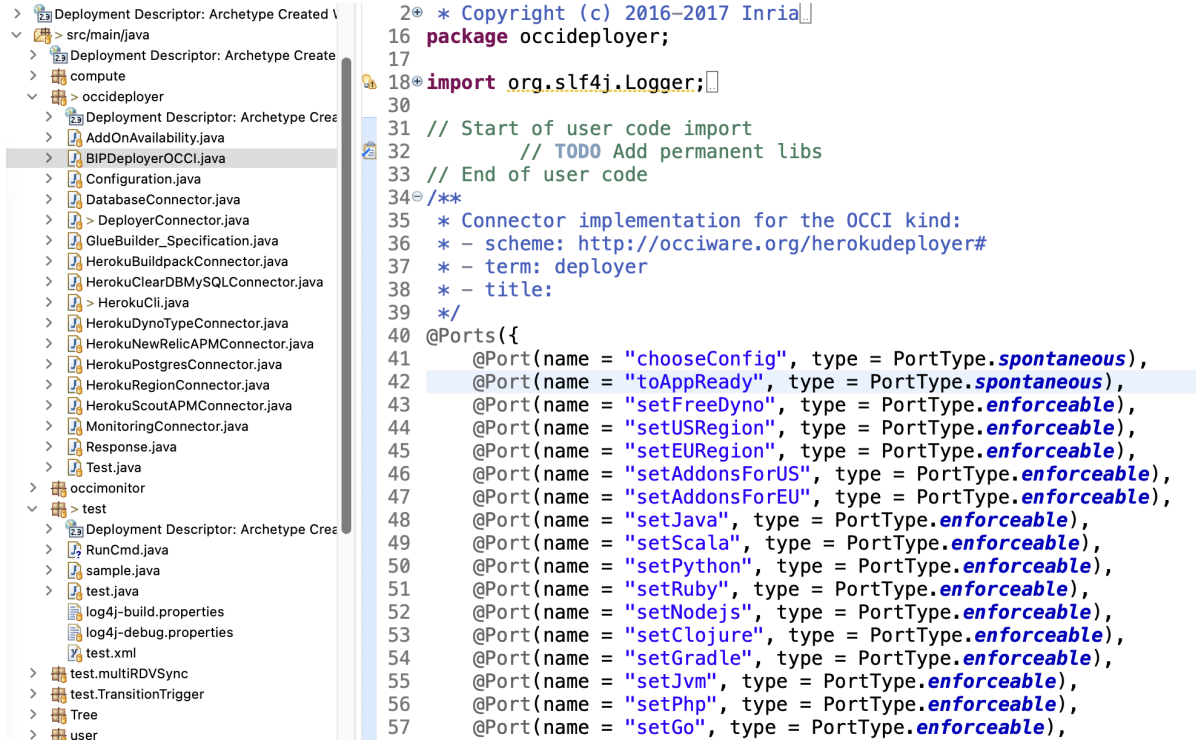 Deployment Descriptor: Archetype Created W
> src/main/java
Deployment Descriptor: Archetype Create
compute
> occideployer
Deployment Descriptor: Archetype Crea
AddOnAvailability.java
BIPDeployerOCCI.java
Configuration.java
DatabaseConnector.java
> DeployerConnector.java
GlueBuilder_Specification.java
HerokuBuildpackConnector.java
HerokuClearDBMySQLConnector.java
> HerokuCli.java
HerokuDynoTypeConnector.java
HerokuNewRelicAPMConnector.java
HerokuPostgresConnector.java
HerokuRegionConnector.java
HerokuScoutAPMConnector.java
MonitoringConnector.java
Response.java
Test.java
occimonitor
> test
Deployment Descriptor: Archetype Crea
RunCmd.java
sample.java
test.java
log4j-build.properties
log4j-debug.properties
test.xml
test.multiRDVSync
test.TransitionTrigger
Tree
user
2 * Copyright (c) 2016-2017 Inria
16 package occideployer;
17
18 import org.slf4j.Logger;
30
31 // Start of user code import
32 // TODO Add permanent libs
33 // End of user code
34 /**
35 * Connector implementation for the OCCI kind:
36 * - scheme: http://occiware.org/herokudeployer#
37 * - term: deployer
38 * - title:
39 */
40 @Ports({
41 @Port(name = "chooseConfig", type = PortType.spontaneous),
42 @Port(name = "toAppReady", type = PortType.spontaneous),
43 @Port(name = "setFreeDyno", type = PortType.enforceable),
44 @Port(name = "setUSRegion", type = PortType.enforceable),
45 @Port(name = "setEURegion", type = PortType.enforceable),
46 @Port(name = "setAddonsForUS", type = PortType.enforceable),
47 @Port(name = "setAddonsForEU", type = PortType.enforceable),
48 @Port(name = "setJava", type = PortType.enforceable),
49 @Port(name = "setScala", type = PortType.enforceable),
50 @Port(name = "setPython", type = PortType.enforceable),
51 @Port(name = "setRuby", type = PortType.enforceable),
52 @Port(name = "setNodejs", type = PortType.enforceable),
53 @Port(name = "setClojure", type = PortType.enforceable),
54 @Port(name = "setGradle", type = PortType.enforceable),
55 @Port(name = "setJvm", type = PortType.enforceable),
56 @Port(name = "setPhp", type = PortType.enforceable),
57 @Port(name = "setGo", type = PortType.enforceable),